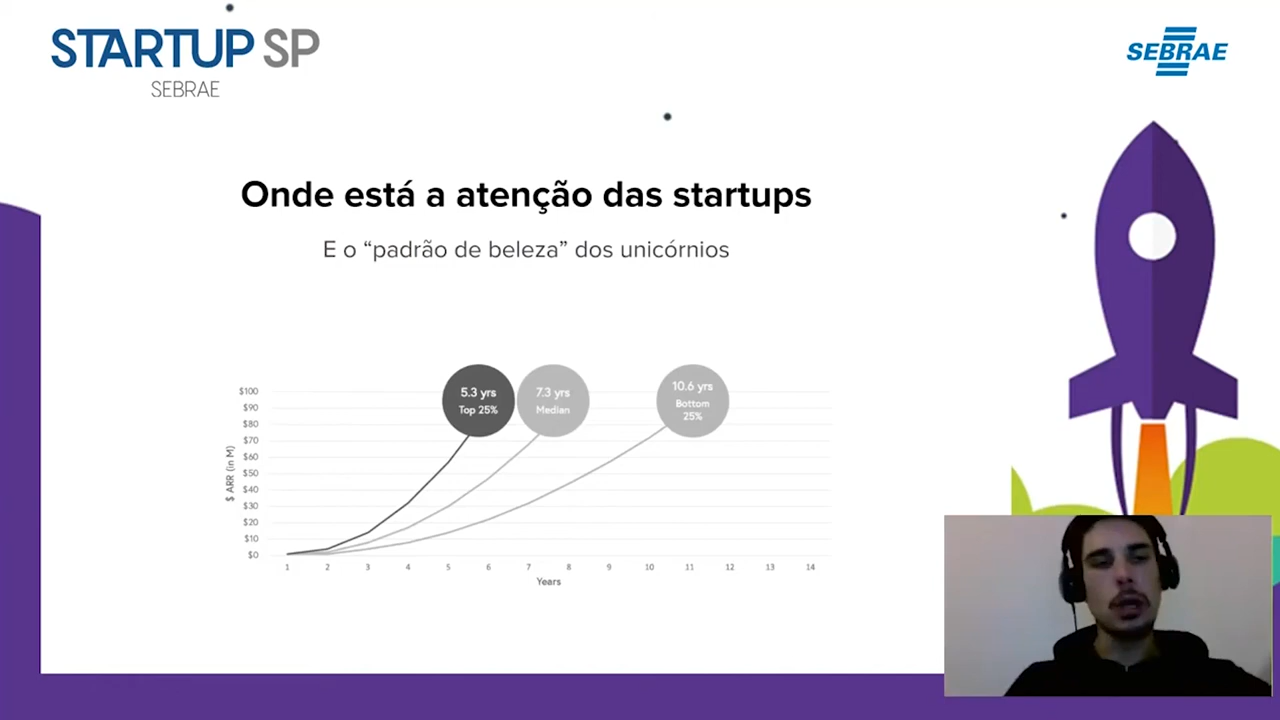 STARTUP SP
SEBRAE
SEBRAE
Onde está a atenção das startups
E o “padrão de beleza” dos unicórnios
5.3 yrs
Top 25%
7.3 yrs
Median
10.6 yrs
Bottom
25%
$ ARR (in M)
$100
$90
$80
$70
$60
$50
$40
$30
$20
$10
$0
1 2 3 4 5 6 7 8 9 10 11 12 13 14
Years